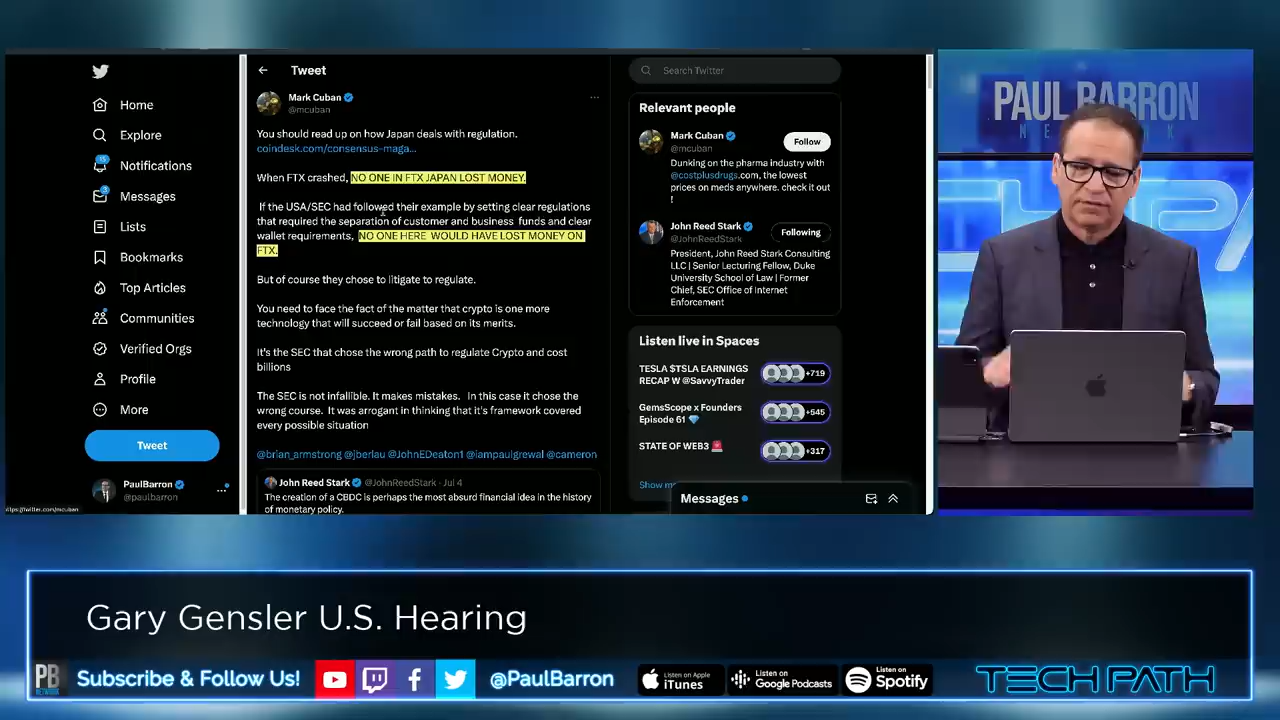 Home
Explore
15
Notifications
3
Messages
Lists
Bookmarks
Top Articles
Communities
Verified Orgs
Profile
More
Tweet
PaulBarron
@paulbarron
Tweet
Mark Cuban
@mcuban
You should read up on how Japan deals with regulation.
coindesk.com/consensus-maga...
When FTX crashed, NO ONE IN FTX JAPAN LOST MONEY.
If the USA/SEC had followed their example by setting clear regulations
that required the separation of customer and business funds and clear
wallet requirements, NO ONE HERE WOULD HAVE LOST MONEY ON
FTX.
But of course they chose to litigate to regulate.
You need to face the fact of the matter that crypto is one more
technology that will succeed or fail based on its merits.
It's the SEC that chose the wrong path to regulate Crypto and cost
billions
The SEC is not infallible. It makes mistakes. In this case it chose the
wrong course. It was arrogant in thinking that it's framework covered
every possible situation
@brian_armstrong @jberlau @JohnEDeaton1 @iampaulgrewal @cameron
John Reed Stark @JohnReedStark · Jul 4
The creation of a CBDC is perhaps the most absurd financial idea in the history
of monetary policy.
Search Twitter
Relevant people
Mark Cuban
@mcuban
Follow
Dunking on the pharma industry with
@costplusdrugs.com, the lowest
prices on meds anywhere. check it out
!
John Reed Stark
@JohnReedStark
Following
President, John Reed Stark Consulting
LLC | Senior Lecturing Fellow, Duke
University School of Law | Former
Chief, SEC Office of Internet
Enforcement
Listen live in Spaces
TESLA $TSLA EARNINGS
RECAP W @SavvyTrader
+719
GemsScope x Founders
Episode 61
+545
STATE OF WEB3
+317
Messages
ttps://twitter.com/mcuban
PAUL BARRON
Gary Gensler U.S. Hearing
PB
NETWORK
Subscribe & Follow Us!
@PaulBarron
Listen on Apple
iTunes
Listen on
Google Podcasts
Listen on
Spotify
TECH PATH